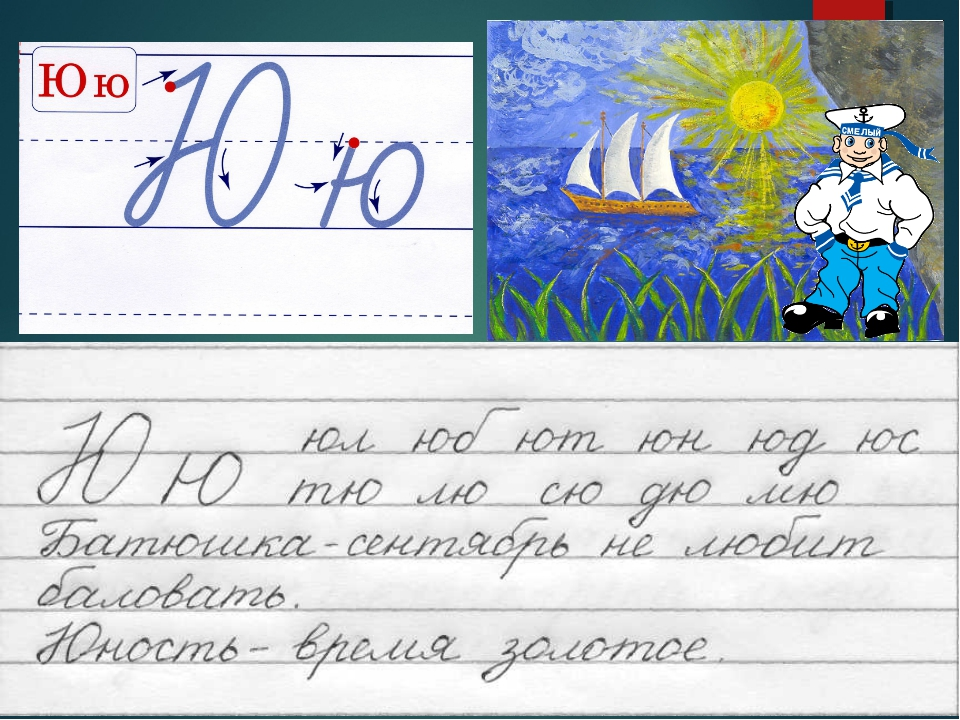 Ю ю
Ю ю
СМЕЛЫЙ
Ю ю юл юб ют юн юд юс
тю лю сю дю мю
Батюшка-сентябрь не любит
баловать.
Юность- время золотое.